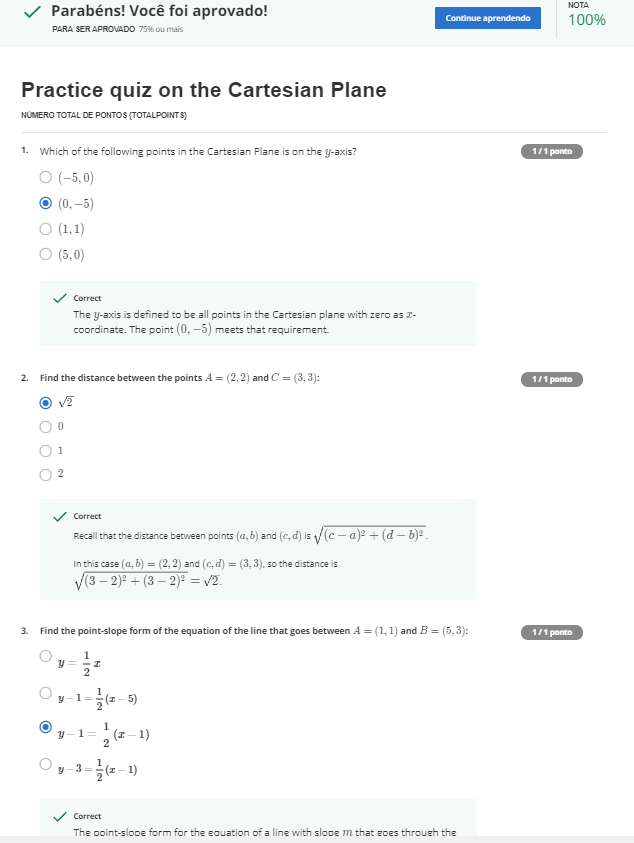 Parabéns! Você foi aprovado!
PARA SER APROVADO 75% ou mais
Continue aprendendo
NOTA
100%
Practice quiz on the Cartesian Plane
NÚMERO TOTAL DE PONTOS {TOTALPOINTS}
1. Which of the following points in the Cartesian Plane is on the y-axis?
1 / 1 ponto
(−5, 0)
(0, −5)
(1, 1)
(5, 0)
Correct
The y-axis is defined to be all points in the Cartesian plane with zero as x-
coordinate. The point (0, −5) meets that requirement.
2. Find the distance between the points A = (2, 2) and C = (3, 3):
1 / 1 ponto
√2
0
1
2
Correct
Recall that the distance between points (a, b) and (c, d) is √((c − a)² + (d − b)²).
In this case (a, b) = (2, 2) and (c, d) = (3, 3), so the distance is
√((3 − 2)² + (3 − 2)²) = √2.
3. Find the point-slope form of the equation of the line that goes between A = (1, 1) and B = (5, 3):
1 / 1 ponto
y = 1/2 x
y − 1 = 1/2 (x − 5)
y − 1 = 1/2 (x − 1)
y − 3 = 1/2 (x − 1)
Correct
The point-slope form for the equation of a line with slope m that goes through the